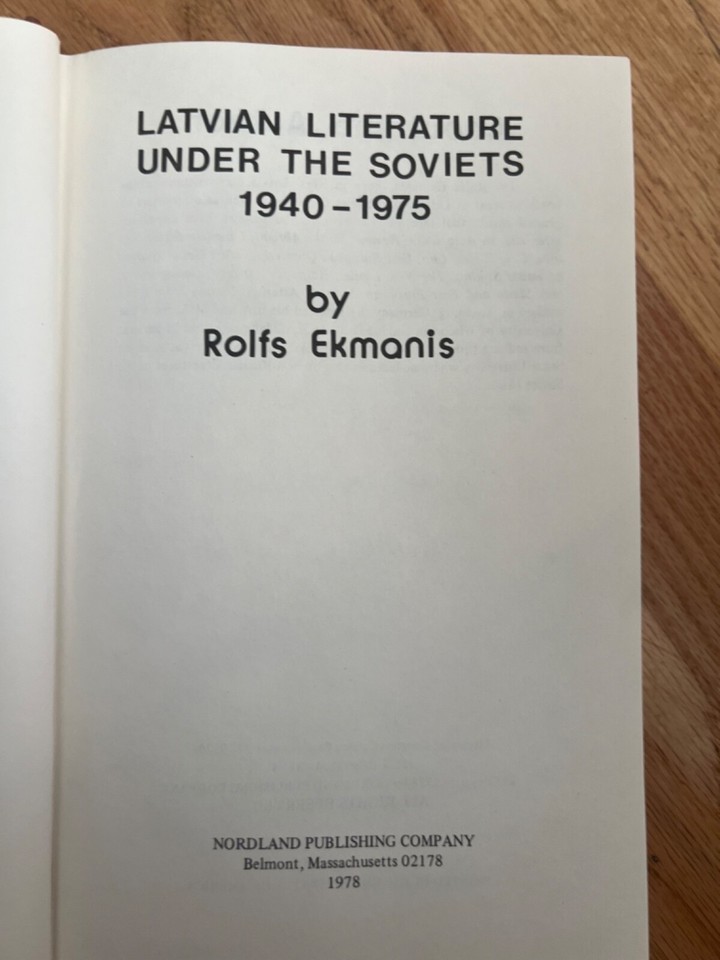 LATVIAN LITERATURE
UNDER THE SOVIETS
1940–1975
by
Rolfs Ekmanis
NORDLAND PUBLISHING COMPANY
Belmont, Massachusetts 02178
1978